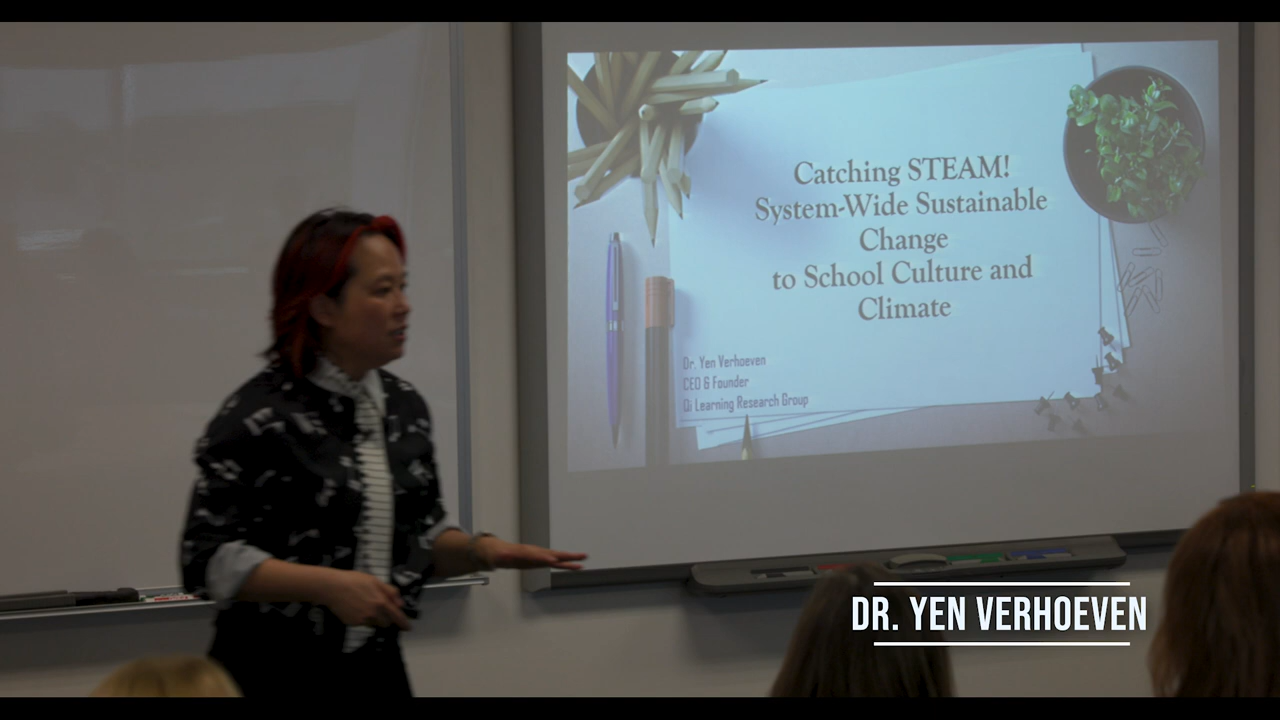 Catching STEAM!
System-Wide Sustainable
Change
to School Culture and
Climate
Dr. Yen Verhoeven
CEO & Founder
Qi Learning Research Group
DR. YEN VERHOEVEN